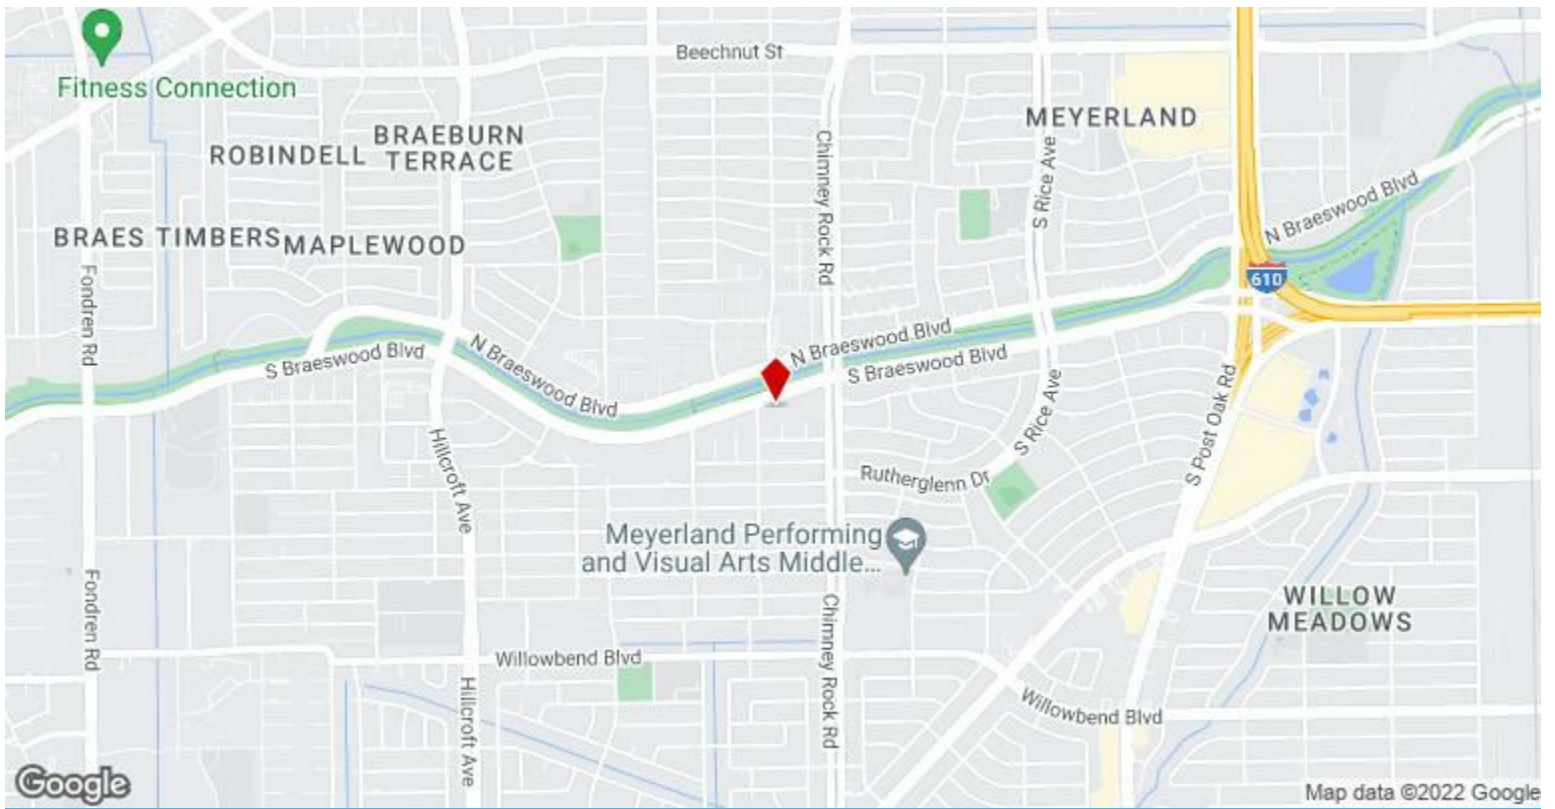 Beechnut St
Fitness Connection
MEYERLAND
BRAEBURN
TERRACE
ROBINDELL
Chimney Rock Rd
S Rice Ave
N Braeswood Blvd
BRAES TIMBERS
MAPLEWOOD
Fondren Rd
610
N Braeswood Blvd
S Braeswood Blvd
N Braeswood Blvd
S Braeswood Blvd
S Rice Ave
S Post Oak Rd
Hillcroft Ave
Rutherglenn Dr
Meyerland Performing
and Visual Arts Middle...
Fondren Rd
Chimney Rock Rd
WILLOW
MEADOWS
Willowbend Blvd
Hillcroft Ave
Willowbend Blvd
Google
Map data ©2022 Google